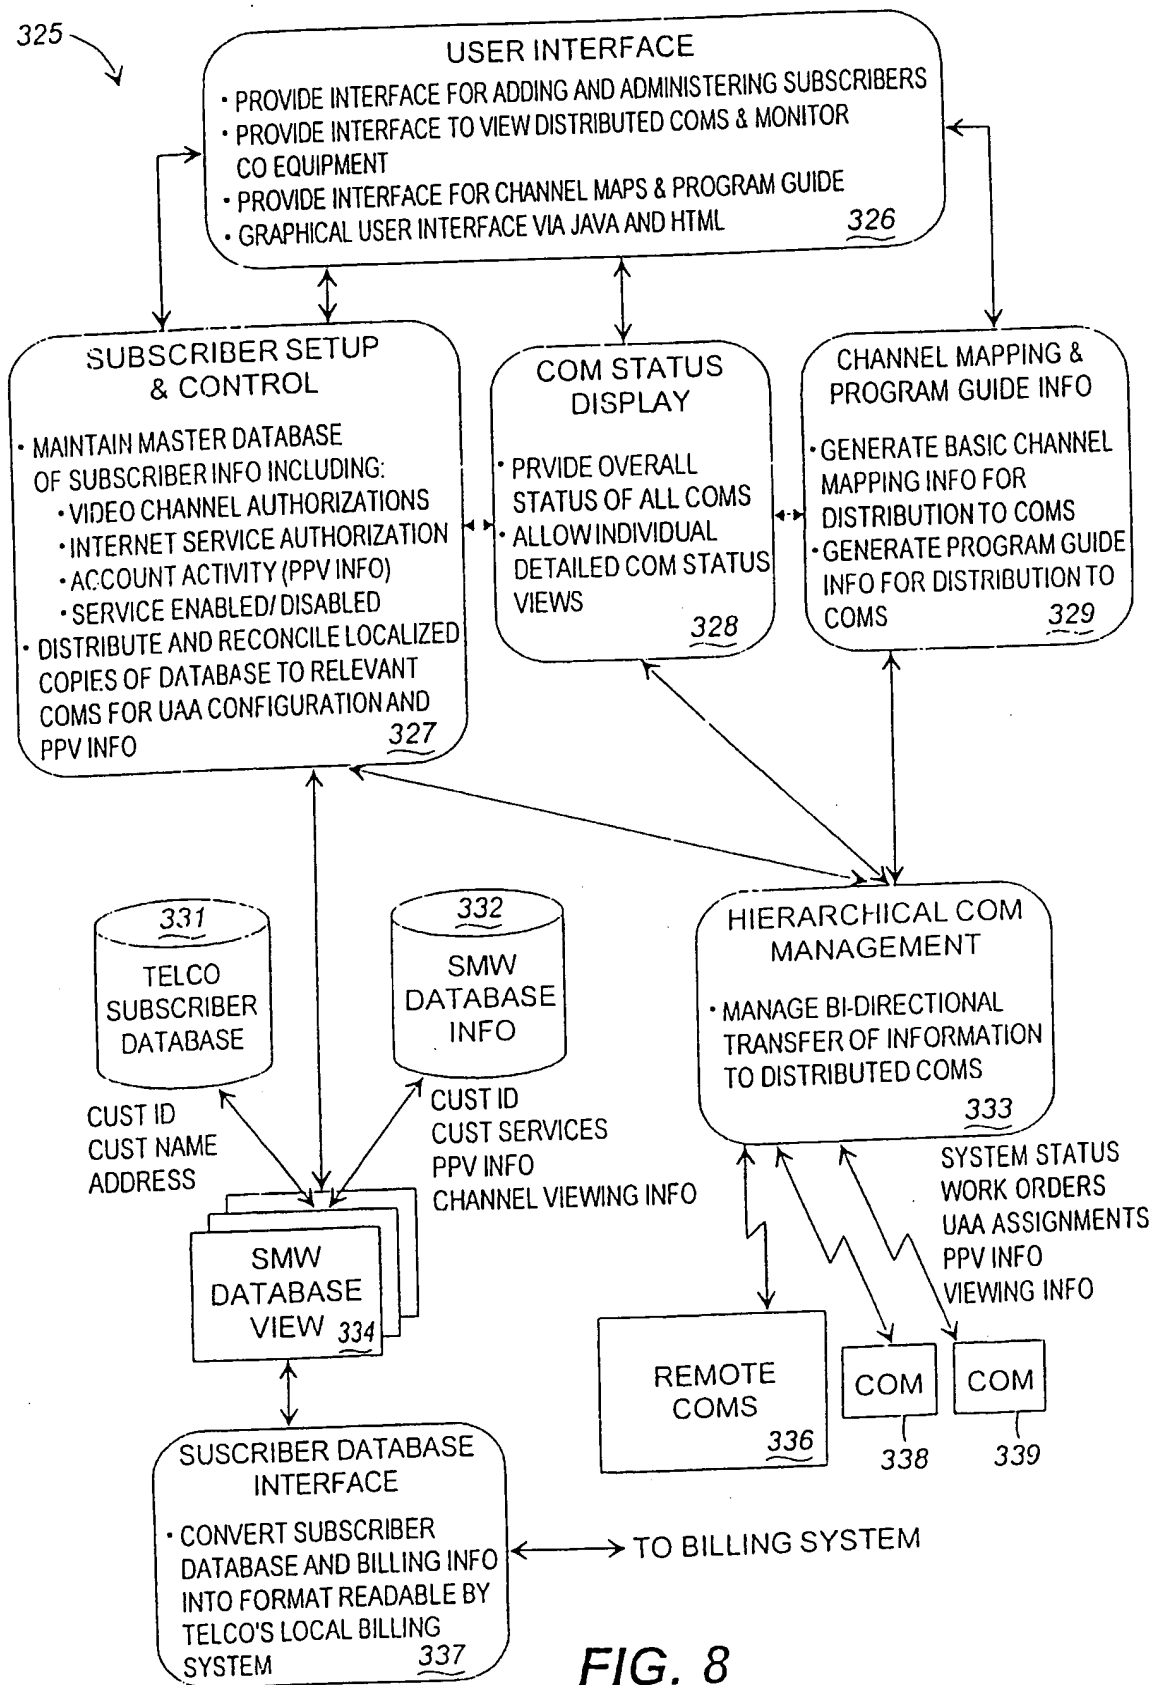 325
USER INTERFACE
• PROVIDE INTERFACE FOR ADDING AND ADMINISTERING SUBSCRIBERS
• PROVIDE INTERFACE TO VIEW DISTRIBUTED COMS & MONITOR
CO EQUIPMENT
• PROVIDE INTERFACE FOR CHANNEL MAPS & PROGRAM GUIDE
• GRAPHICAL USER INTERFACE VIA JAVA AND HTML
326
SUBSCRIBER SETUP
& CONTROL
• MAINTAIN MASTER DATABASE
OF SUBSCRIBER INFO INCLUDING:
• VIDEO CHANNEL AUTHORIZATIONS
• INTERNET SERVICE AUTHORIZATION
• ACCOUNT ACTIVITY (PPV INFO)
• SERVICE ENABLED/DISABLED
• DISTRIBUTE AND RECONCILE LOCALIZED
COPIES OF DATABASE TO RELEVANT
COMS FOR UAA CONFIGURATION AND
PPV INFO
327
COM STATUS
DISPLAY
• PRVIDE OVERALL
STATUS OF ALL COMS
• ALLOW INDIVIDUAL
DETAILED COM STATUS
VIEWS
328
CHANNEL MAPPING &
PROGRAM GUIDE INFO
• GENERATE BASIC CHANNEL
MAPPING INFO FOR
DISTRIBUTION TO COMS
• GENERATE PROGRAM GUIDE
INFO FOR DISTRIBUTION TO
COMS
329
331
TELCO
SUBSCRIBER
DATABASE
332
SMW
DATABASE
INFO
HIERARCHICAL COM
MANAGEMENT
• MANAGE BI-DIRECTIONAL
TRANSFER OF INFORMATION
TO DISTRIBUTED COMS
333
CUST ID
CUST NAME
ADDRESS
CUST ID
CUST SERVICES
PPV INFO
CHANNEL VIEWING INFO
SYSTEM STATUS
WORK ORDERS
UAA ASSIGNMENTS
PPV INFO
VIEWING INFO
SMW
DATABASE
VIEW
334
REMOTE
COMS
336
COM
338
COM
339
SUSCRIBER DATABASE
INTERFACE
• CONVERT SUBSCRIBER
DATABASE AND BILLING INFO
INTO FORMAT READABLE BY
TELCO'S LOCAL BILLING
SYSTEM
337
TO BILLING SYSTEM
FIG. 8